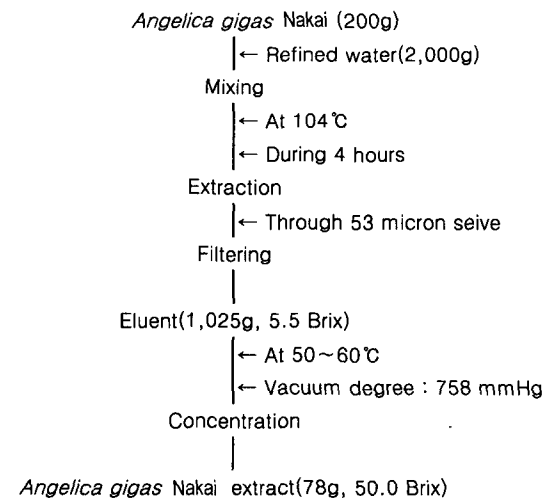 Angelica gigas Nakai (200g)
← Refined water(2,000g)
Mixing
← At 104℃
← During 4 hours
Extraction
← Through 53 micron seive
Filtering
Eluent(1,025g, 5.5 Brix)
← At 50~60℃
← Vacuum degree : 758 mmHg
Concentration
Angelica gigas Nakai extract(78g, 50.0 Brix)